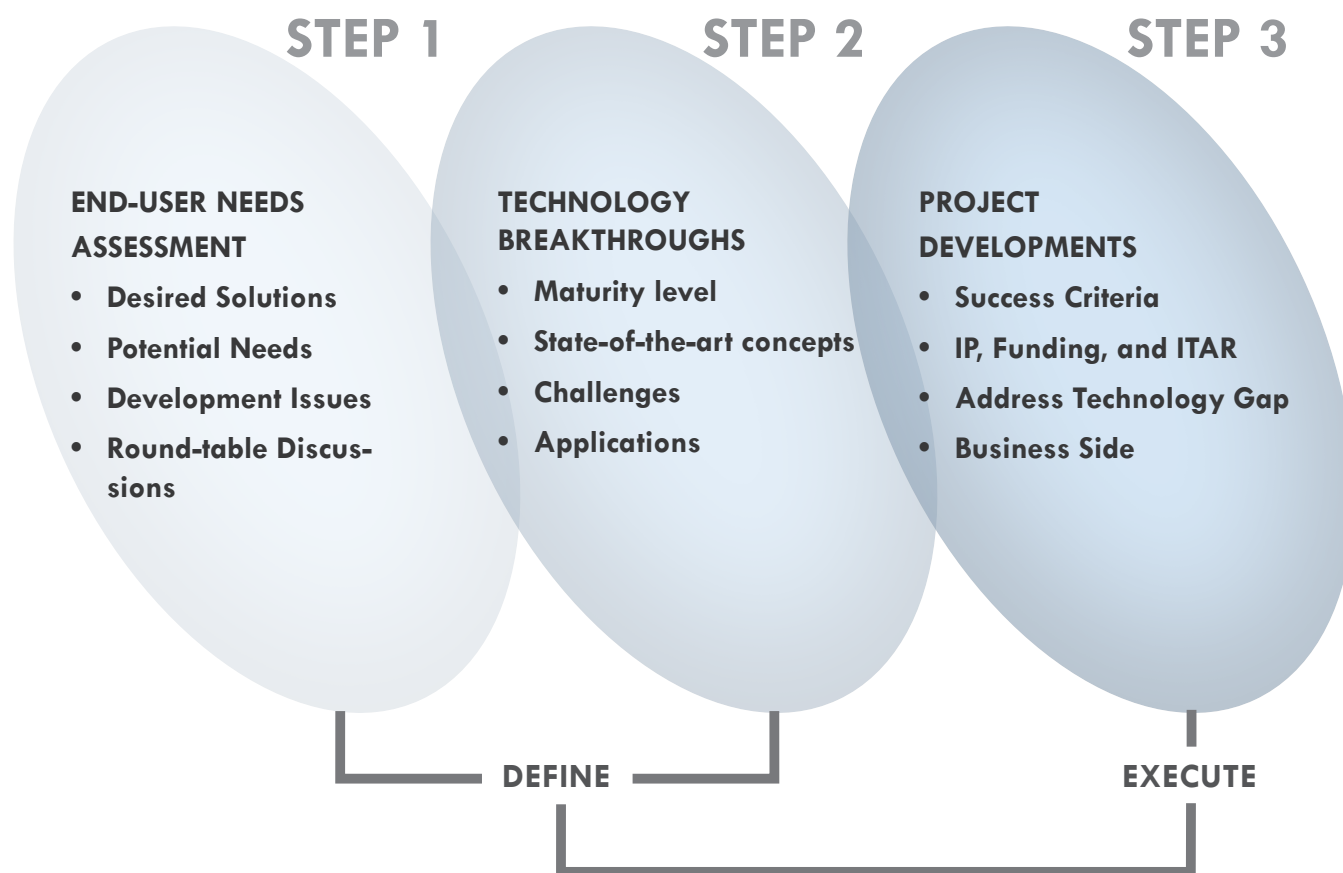 STEP 1
END-USER NEEDS
ASSESSMENT
• Desired Solutions
• Potential Needs
• Development Issues
• Round-table Discus-
sions
STEP 2
TECHNOLOGY
BREAKTHROUGHS
• Maturity level
• State-of-the-art concepts
• Challenges
• Applications
STEP 3
PROJECT
DEVELOPMENTS
• Success Criteria
• IP, Funding, and ITAR
• Address Technology Gap
• Business Side
DEFINE
EXECUTE